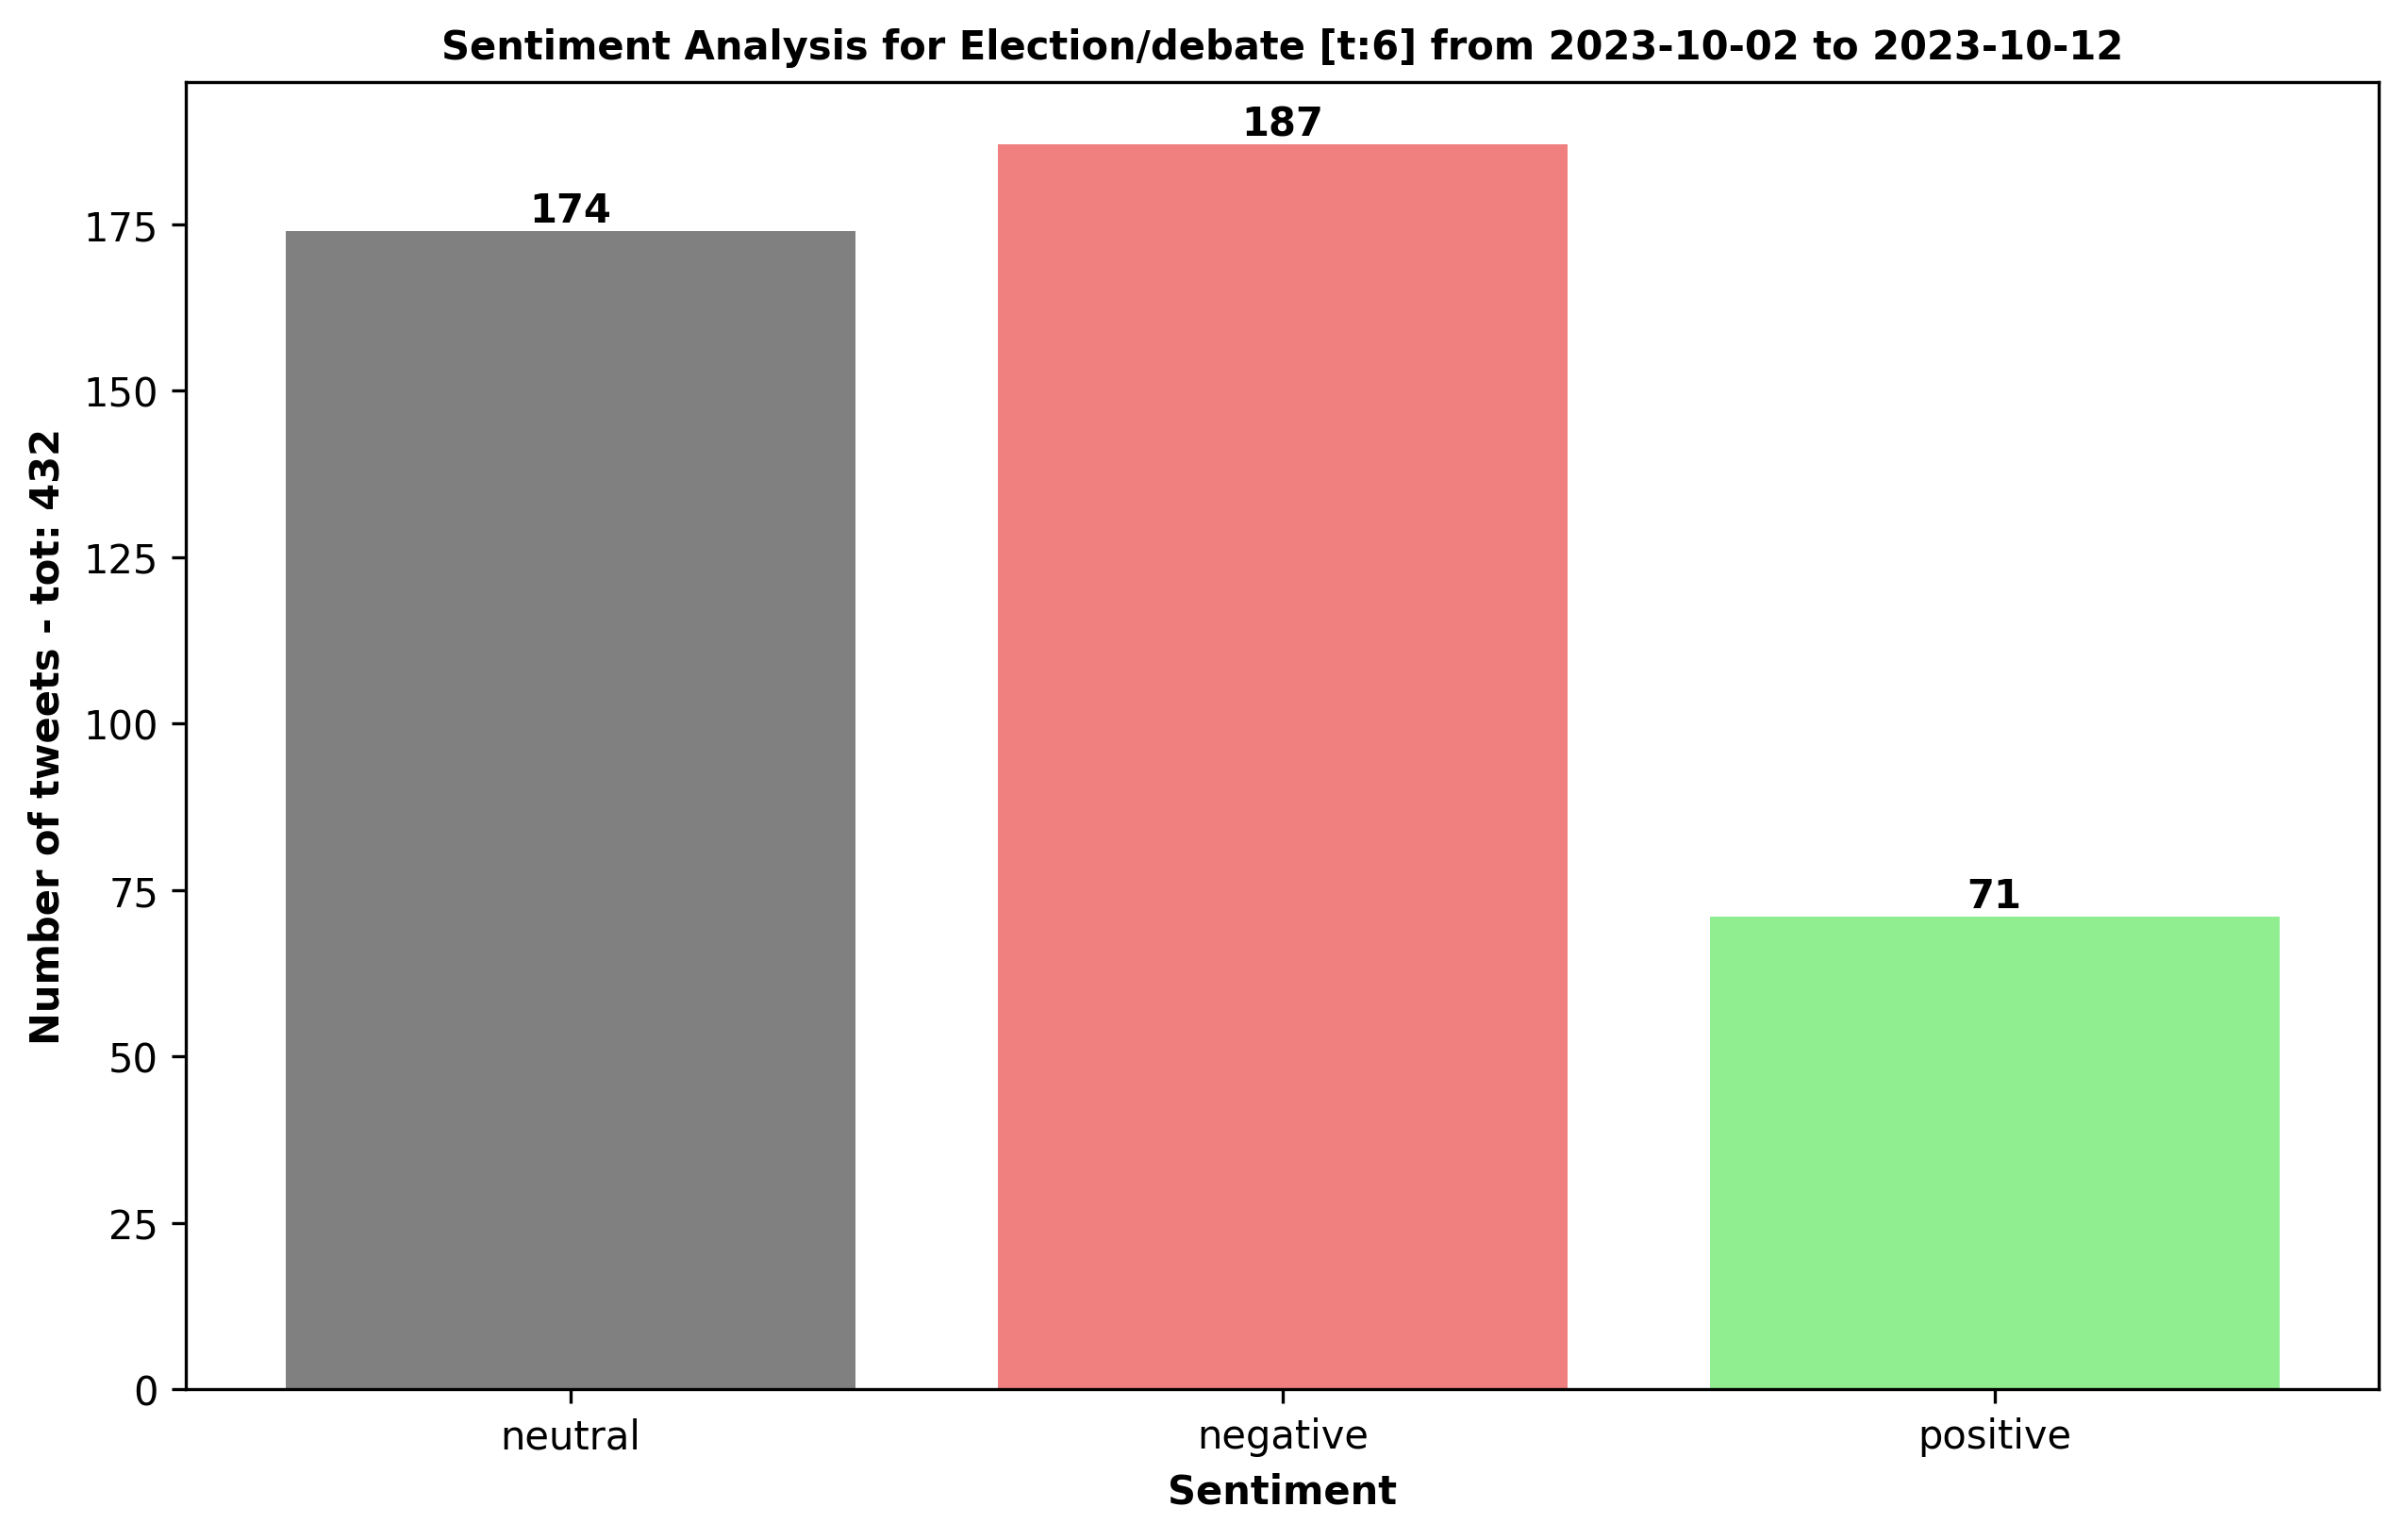 Sentiment Analysis for Election/debate [t:6] from 2023-10-02 to 2023-10-12
Number of tweets - tot: 432
175
150
125
100
75
50
25
0
174
187
71
neutral
negative
positive
Sentiment